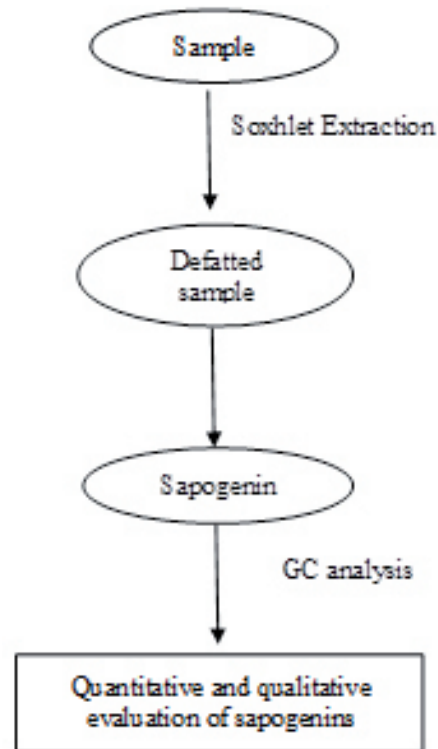 Sample
Soxhlet Extraction
Defatted
sample
Sapogenin
GC analysis
Quantitative and qualitative
evaluation of sapogenins